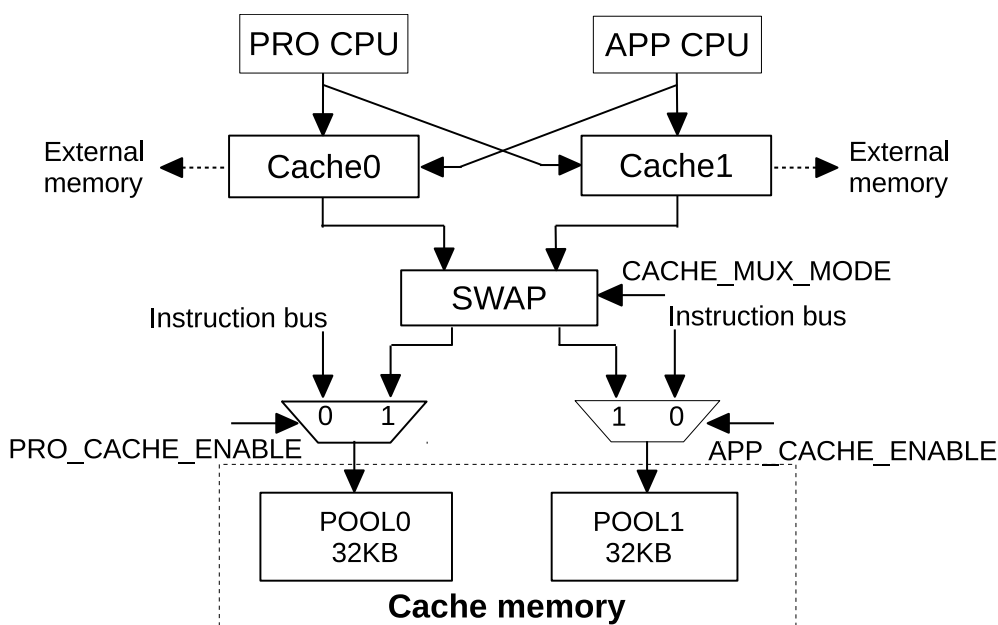 PRO CPU
APP CPU
External
memory
Cache0
Cache1
External
memory
SWAP
CACHE_MUX_MODE
Instruction bus
Instruction bus
0 1
1 0
PRO_CACHE_ENABLE
APP_CACHE_ENABLE
POOL0
32KB
POOL1
32KB
Cache memory